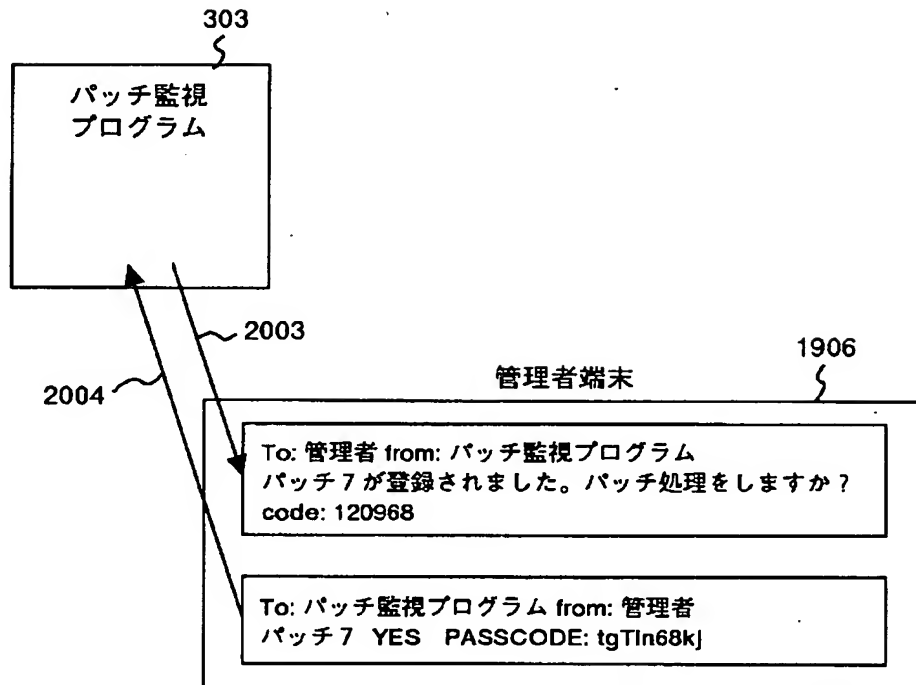 303
パッチ監視
プログラム
2003
2004
1906
管理者端末
To: 管理者 from: パッチ監視プログラム
パッチ7が登録されました。パッチ処理をしますか?
code: 120968
To: パッチ監視プログラム from: 管理者
パッチ7 YES PASSCODE: tgTln68kj